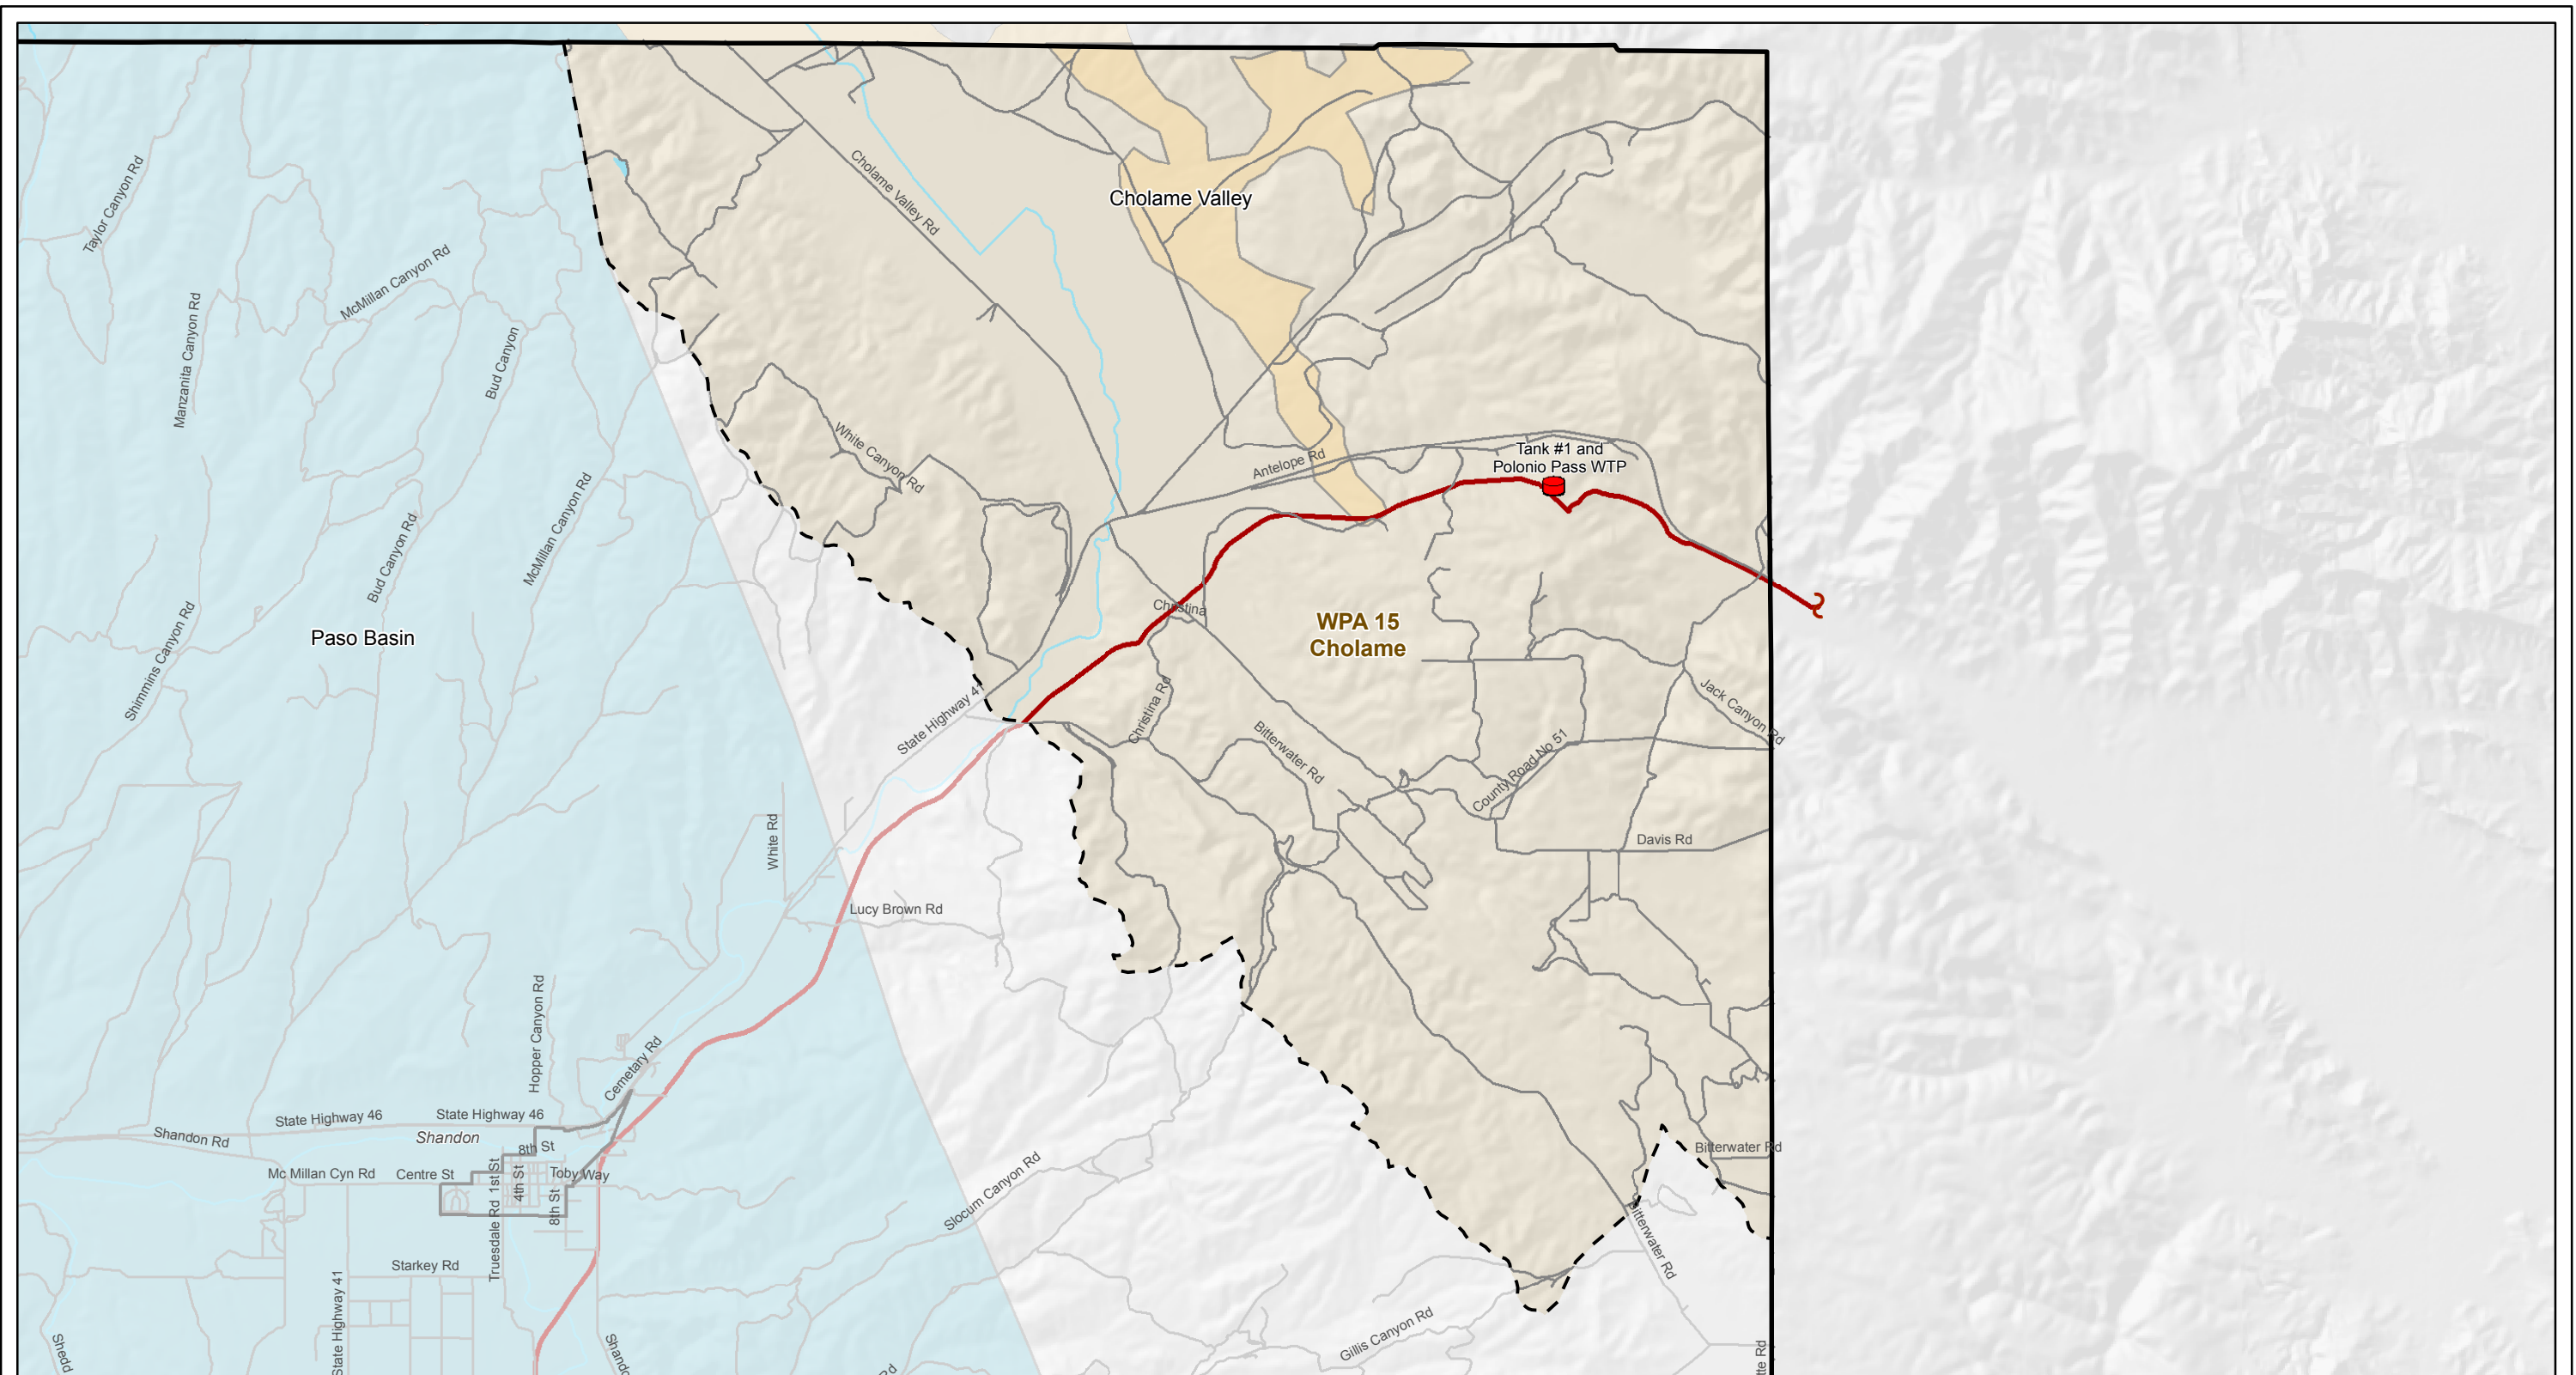 Taylor Canyon Rd
Cholame Valley Rd
Cholame Valley
McMillan Canyon Rd
Manzanita Canyon Rd
Bud Canyon
White Canyon Rd
Antelope Rd
Tank #1 and
Polonio Pass WTP
Bud Canyon Rd
McMillan Canyon Rd
Shimmins Canyon Rd
Paso Basin
Christina
WPA 15
Cholame
State Highway 41
Christina Rd
Bitterwater Rd
Jack Canyon Rd
County Road No 51
Davis Rd
White Rd
Lucy Brown Rd
Hopper Canyon Rd
Cemetary Rd
State Highway 46
State Highway 46
Shandon Rd
Shandon
8th St
Mc Millan Cyn Rd
Centre St
1st St
4th St
Toby Way
8th St
Truesdale Rd
Slocum Canyon Rd
Bitterwater Rd
Bitterwater Rd
Starkey Rd
State Highway 41
Shedd
Shando
Gillis Canyon Rd
Rd
tte Rd